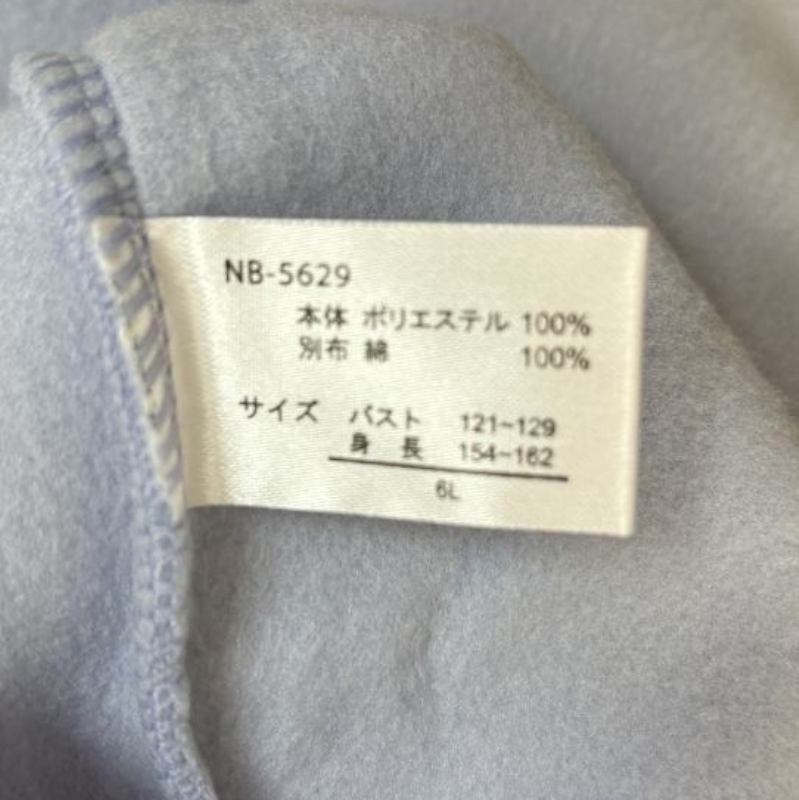 NB-5629
本体 ポリエステル 100%
別布 綿 100%
サイズ バスト 121~129
身 長 154~162
6L